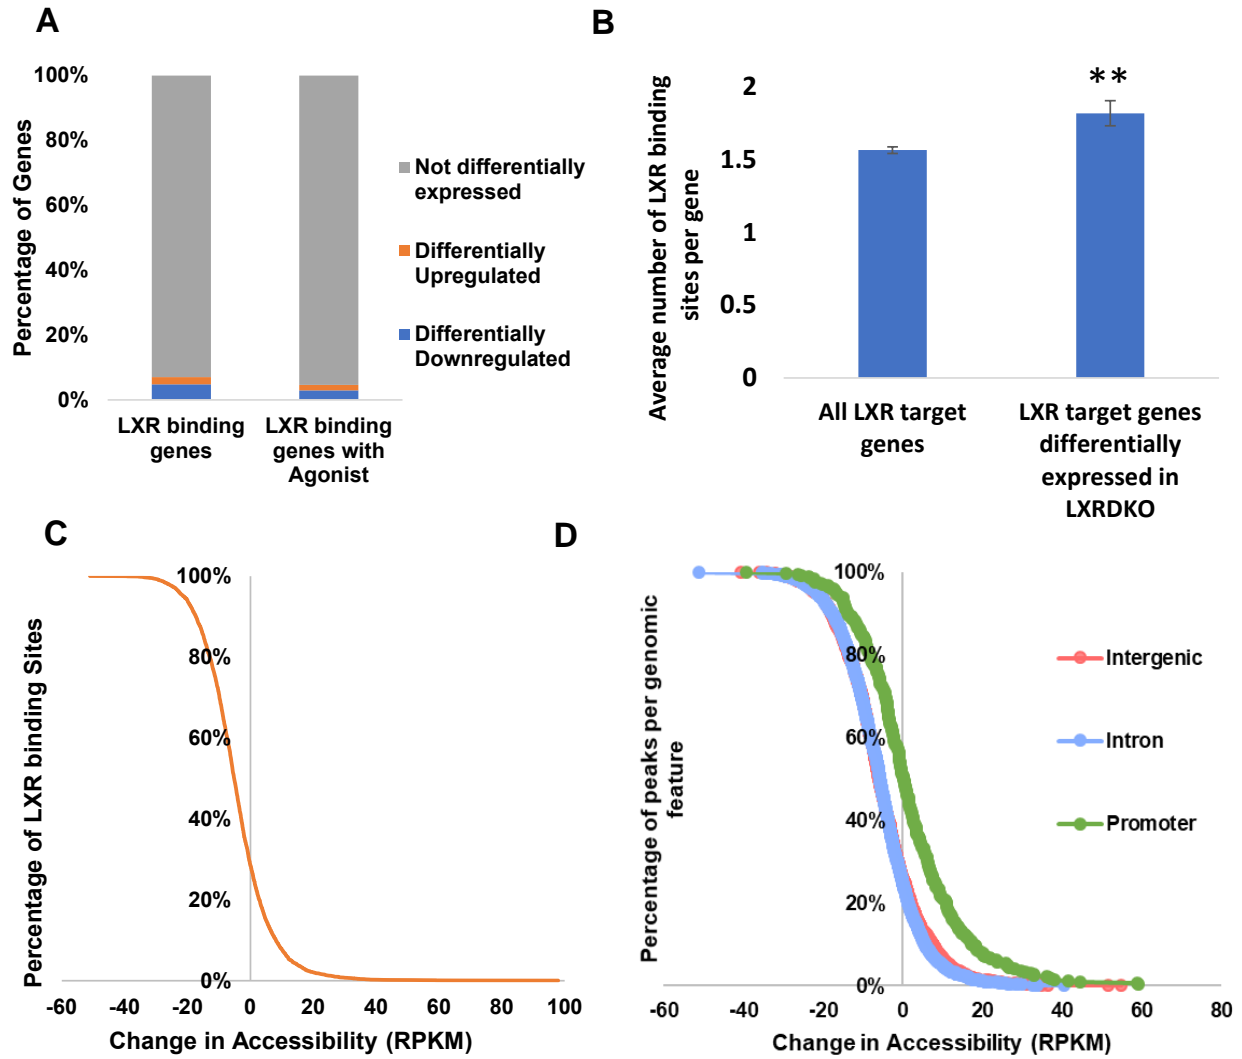 A
100%
80%
60%
40%
20%
0%
Percentage of Genes
LXR binding
genes
LXR binding
genes with
Agonist
Not differentially
expressed
Differentially
Upregulated
Differentially
Downregulated
B
**
2
1.5
1
0.5
0
Average number of LXR binding
sites per gene
All LXR target
genes
LXR target genes
differentially
expressed in
LXRDKO
C
100%
80%
60%
40%
20%
0%
Percentage of LXR binding Sites
-60 -40 -20 0 20 40 60 80 100
Change in Accessibility (RPKM)
D
100%
80%
60%
40%
20%
0%
Percentage of peaks per genomic
feature
Intergenic
Intron
Promoter
-60 -40 -20 0 20 40 60 80
Change in Accessibility (RPKM)